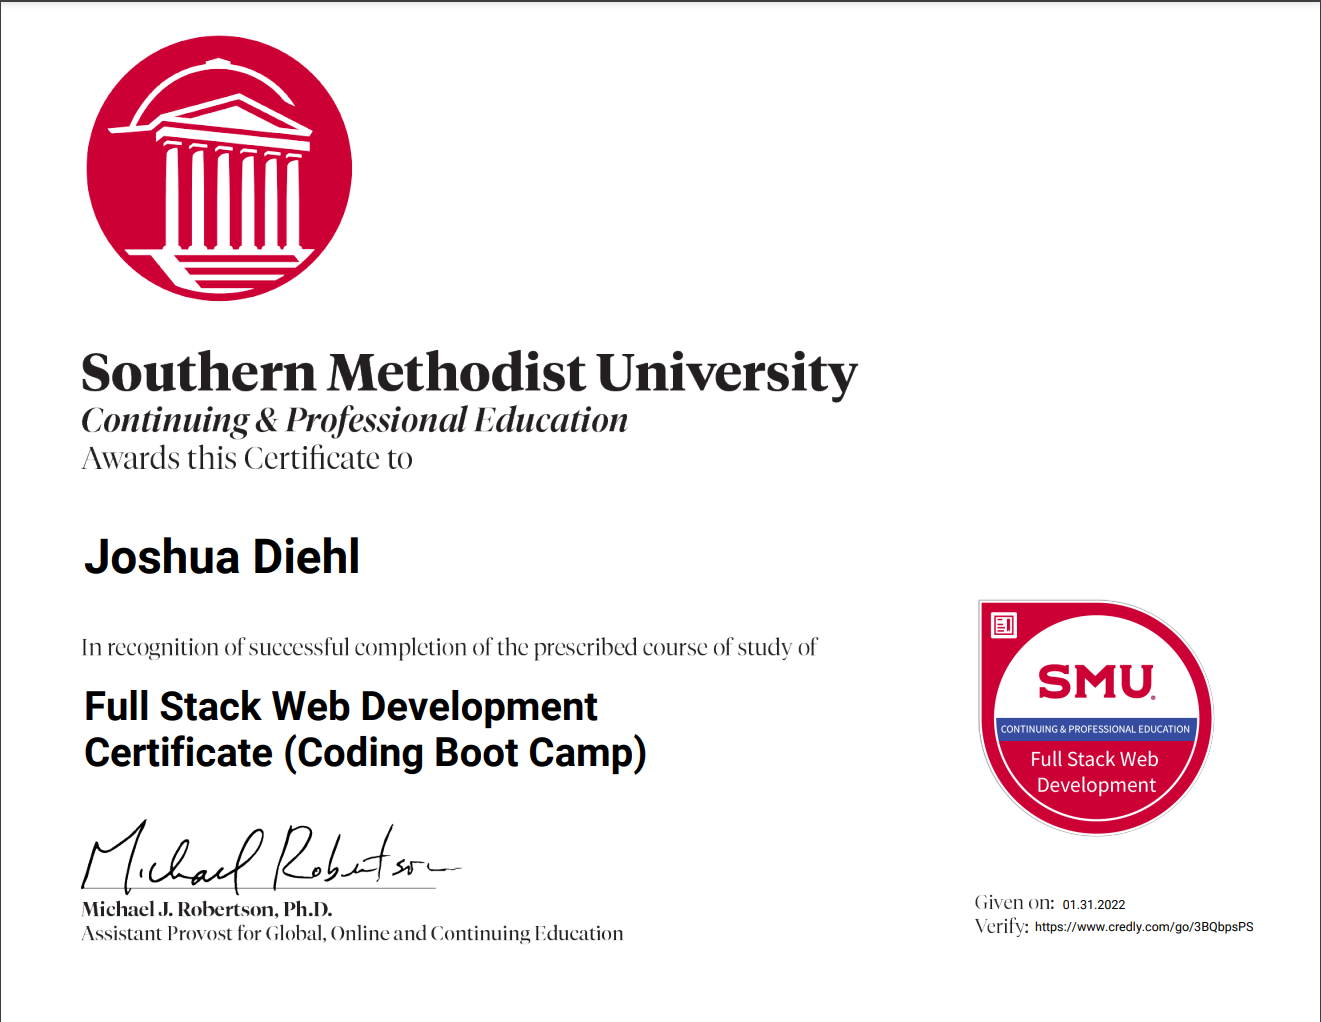 Southern Methodist University
Continuing & Professional Education
Awards this Certificate to
Joshua Diehl
In recognition of successful completion of the prescribed course of study of
Full Stack Web Development
Certificate (Coding Boot Camp)
SMU®
CONTINUING & PROFESSIONAL EDUCATION
Full Stack Web
Development
Michael Robertson
Michael J. Robertson, Ph.D.
Assistant Provost for Global, Online and Continuing Education
Given on: 01.31.2022
Verify: https://www.credly.com/go/3BQbpsPS